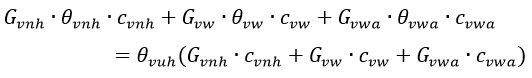 G_vnh · θ_vnh · c_vnh + G_vw · θ_vw · c_vw + G_vwa · θ_vwa · c_vwa
= θ_vuh(G_vnh · c_vnh + G_vw · c_vw + G_vwa · c_vwa)